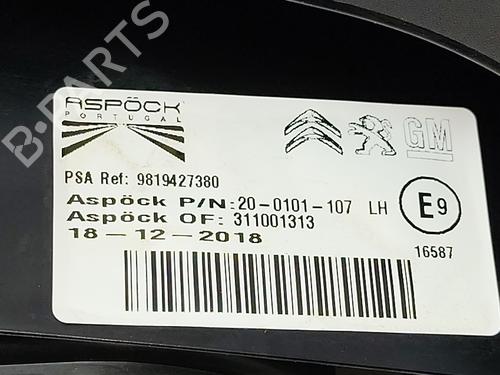 B-PARTS
ASPÖCK
PORTUGAL
GM
PSA Ref: 9819427380
Aspöck P/N:20-0101-107 LH
Aspöck OF: 311001313
E9
18-12-2018
16587